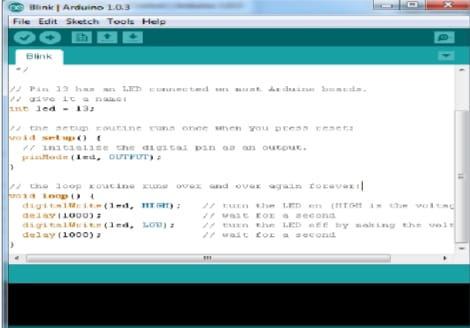 Blink | Arduino 1.0.3
File Edit Sketch Tools Help
Blink
*/
// Pin 13 has an LED connected on most Arduino boards.
// give it a name:
int led = 13;
// the setup routine runs once when you press reset:
void setup() {
// initialize the digital pin as an output.
pinMode(led, OUTPUT);
}
// the loop routine runs over and over again forever:
void loop() {
digitalWrite(led, HIGH);   // turn the LED on (HIGH is the voltag
delay(1000);               // wait for a second
digitalWrite(led, LOW);    // turn the LED off by making the volt
delay(1000);               // wait for a second
}